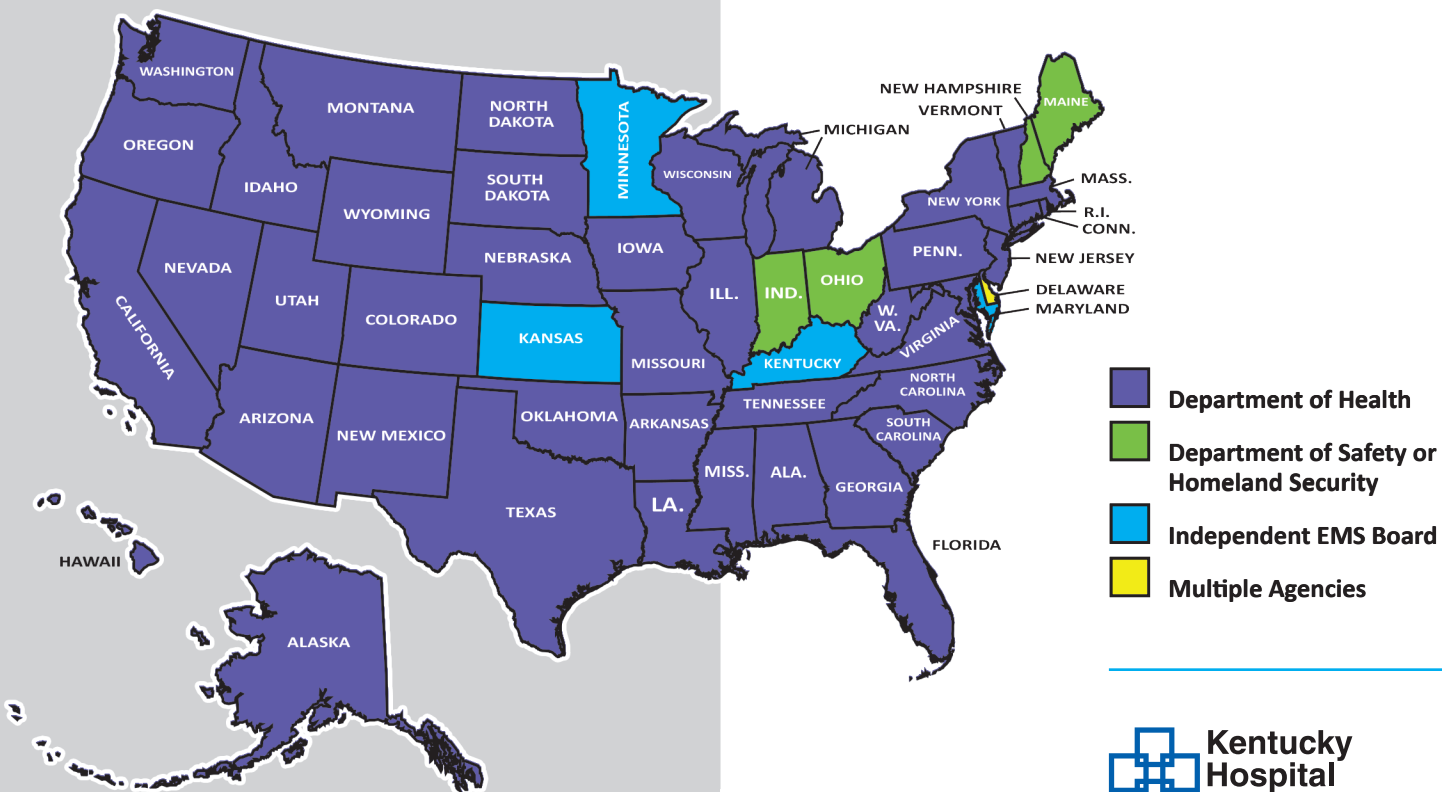 WASHINGTON
MONTANA
NORTH
DAKOTA
MINNESOTA
NEW HAMPSHIRE
VERMONT
MAINE
MICHIGAN
OREGON
IDAHO
WYOMING
SOUTH
DAKOTA
WISCONSIN
NEW YORK
MASS.
R.I.
CONN.
NEVADA
UTAH
COLORADO
NEBRASKA
IOWA
ILL.
IND.
OHIO
PENN.
NEW JERSEY
DELAWARE
MARYLAND
CALIFORNIA
KANSAS
MISSOURI
KENTUCKY
W.
VA.
VIRGINIA
ARIZONA
NEW MEXICO
OKLAHOMA
ARKANSAS
TENNESSEE
NORTH
CAROLINA
SOUTH
CAROLINA
TEXAS
LA.
MISS.
ALA.
GEORGIA
FLORIDA
HAWAII
ALASKA
Department of Health
Department of Safety or
Homeland Security
Independent EMS Board
Multiple Agencies
Kentucky
Hospital